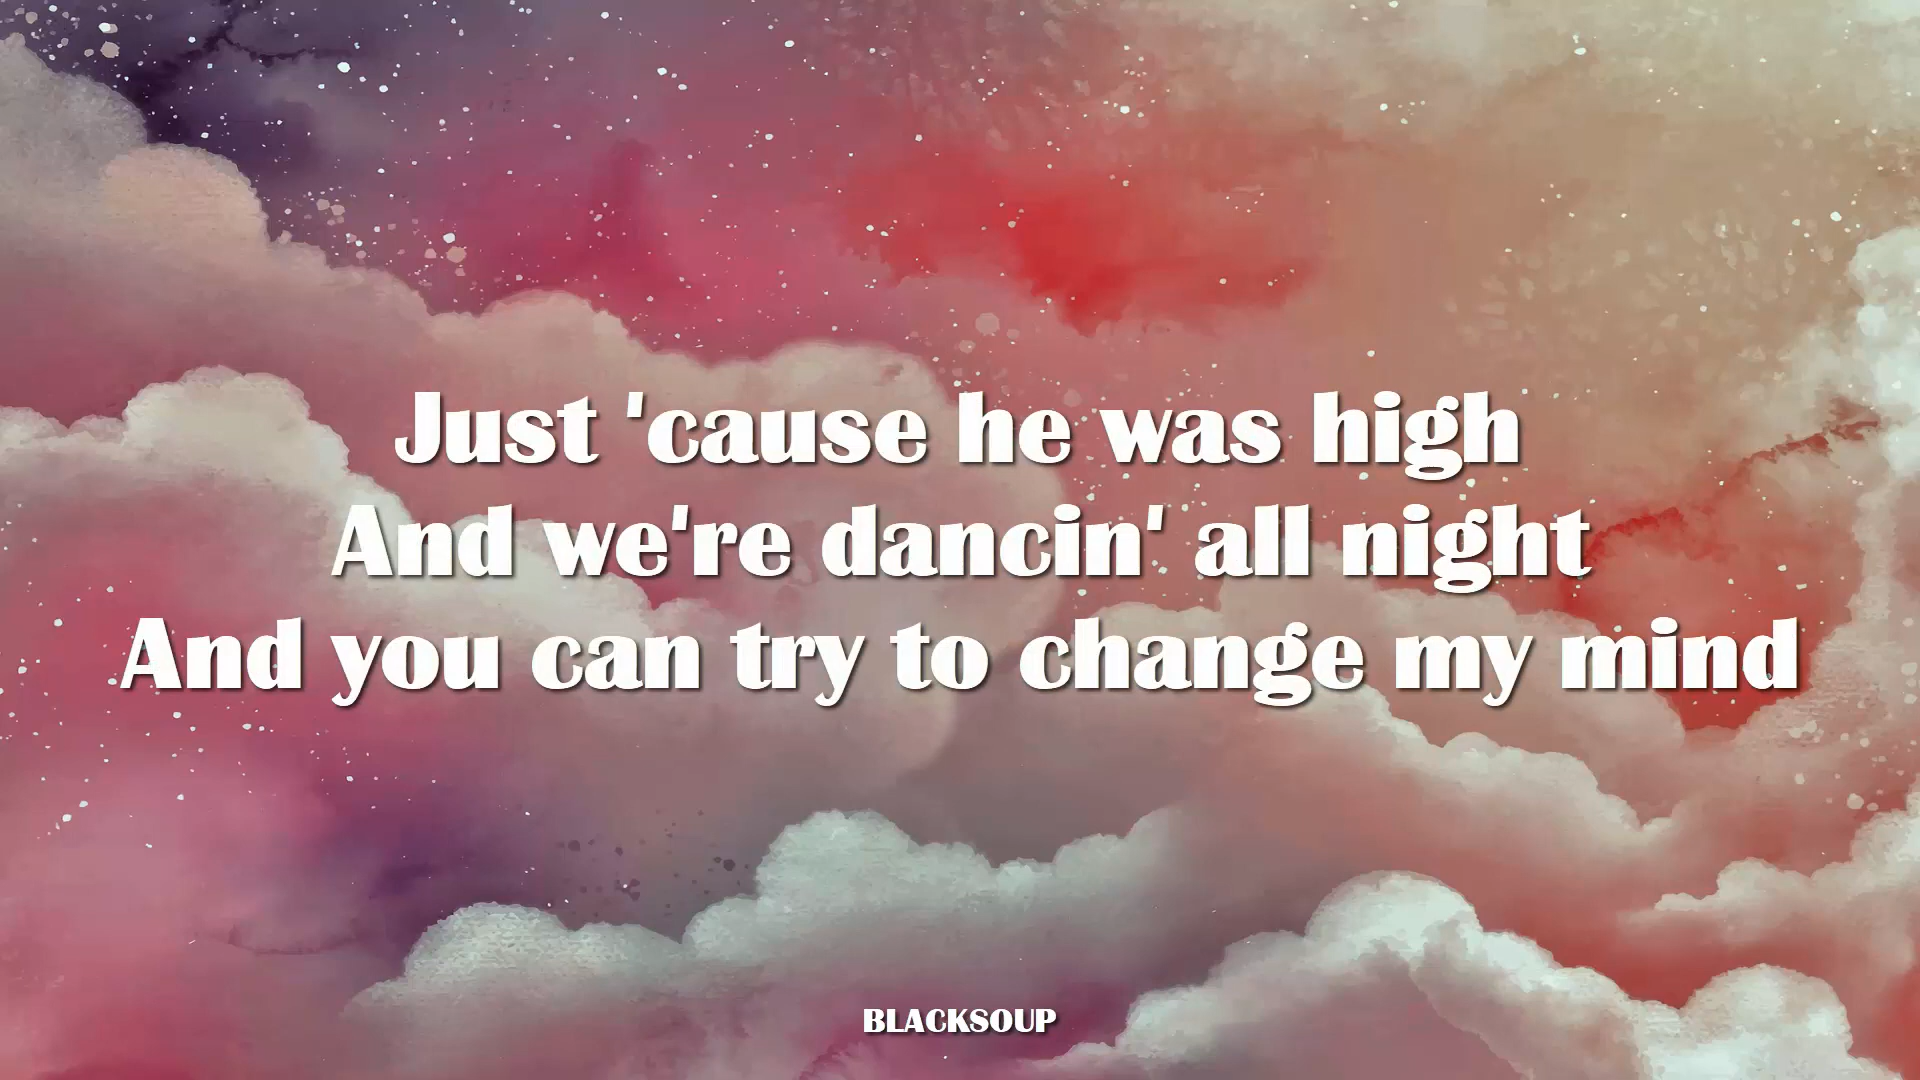 Just 'cause he was high
And we're dancin' all night
And you can try to change my mind
BLACKSOUP